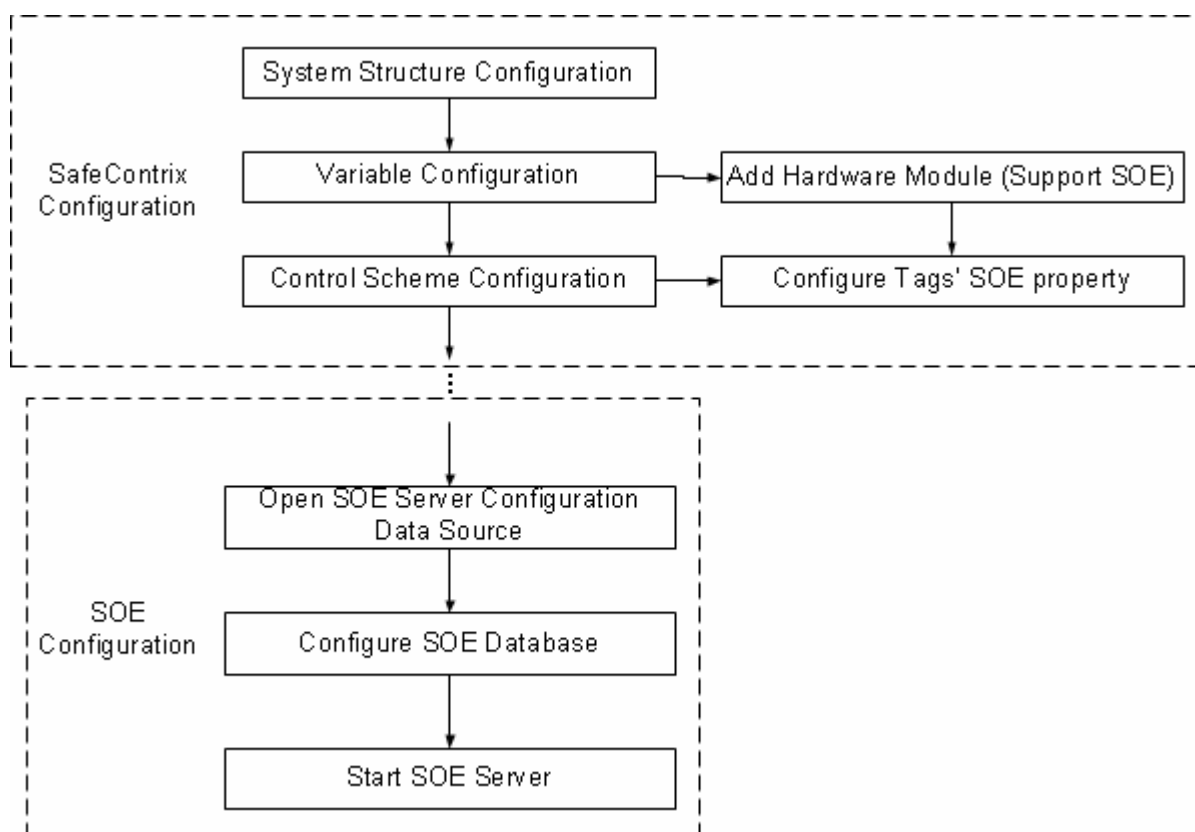 System Structure Configuration
SafeContrix
Configuration
Variable Configuration
Add Hardware Module (Support SOE)
Control Scheme Configuration
Configure Tags' SOE property
Open SOE Server Configuration
Data Source
SOE
Configuration
Configure SOE Database
Start SOE Server